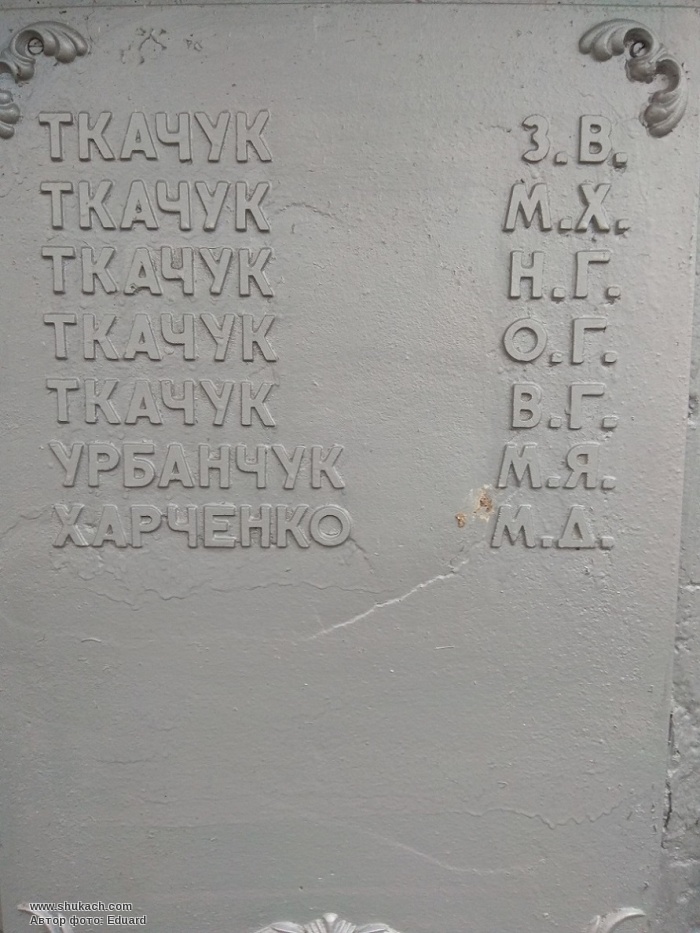 ТКАЧУК З.В.
ТКАЧУК М.Х.
ТКАЧУК Н.Г.
ТКАЧУК О.Г.
ТКАЧУК В.Г.
УРБАНЧУК М.Я.
ХАРЧЕНКО М.Д.
www.shukach.com
Автор фото: Eduard